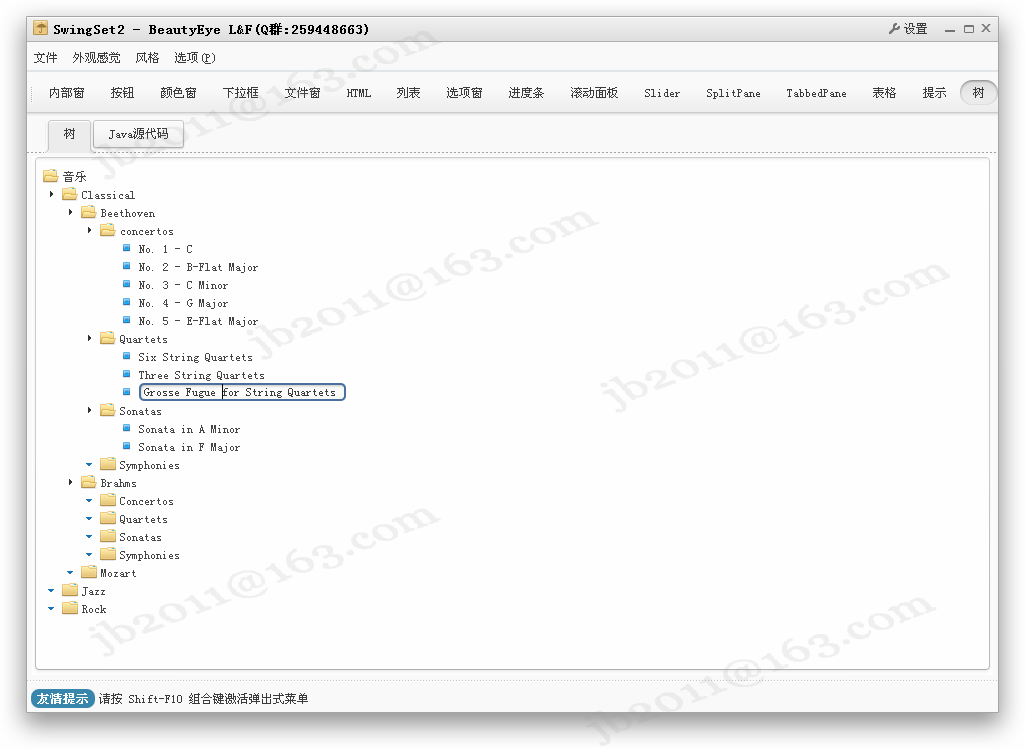 SwingSet2 - BeautyEye L&F(Q群:259448663)
设置
文件 外观感觉 风格 选项(P)
内部窗 按钮 颜色窗 下拉框 文件窗 HTML 列表 选项窗 进度条 滚动面板 Slider SplitPane TabbedPane 表格 提示 树
树 Java源代码
音乐
Classical
Beethoven
concertos
No. 1 - C
No. 2 - B-Flat Major
No. 3 - C Minor
No. 4 - G Major
No. 5 - E-Flat Major
Quartets
Six String Quartets
Three String Quartets
Grosse Fugue for String Quartets
Sonatas
Sonata in A Minor
Sonata in F Major
Symphonies
Brahms
Concertos
Quartets
Sonatas
Symphonies
Mozart
Jazz
Rock
友情提示 请按 Shift-F10 组合键激活弹出式菜单
jb2011@163.com
jb2011@163.com
jb2011@163.com
jb2011@163.com
jb2011@163.com